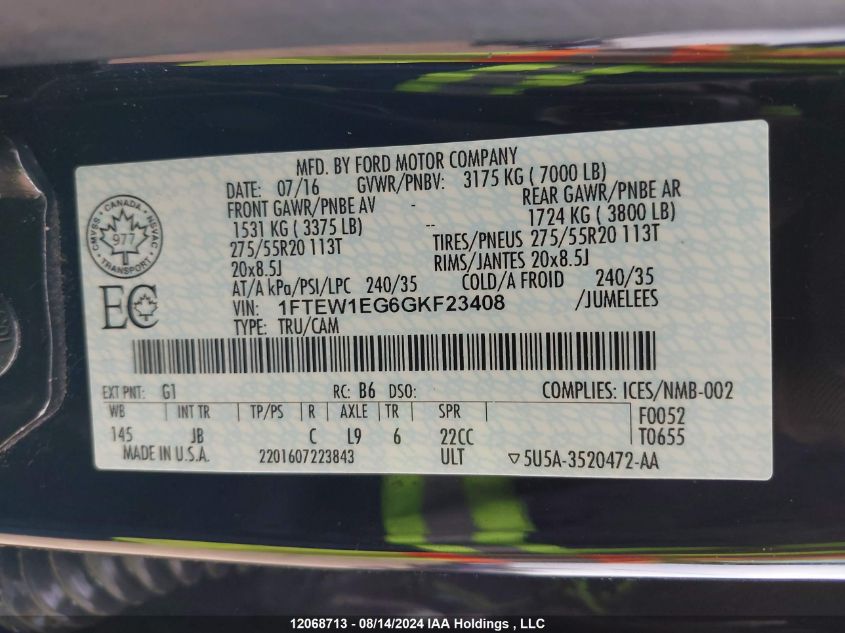 MFD. BY FORD MOTOR COMPANY
DATE: 07/16 GVWR/PNBV: 3175 KG ( 7000 LB)
FRONT GAWR/PNBE AV - REAR GAWR/PNBE AR
1531 KG ( 3375 LB) -- 1724 KG ( 3800 LB)
275/55R20 113T TIRES/PNEUS 275/55R20 113T
20x8.5J RIMS/JANTES 20x8.5J
AT/A kPa/PSI/LPC 240/35 COLD/A FROID 240/35
VIN: 1FTEW1EG6GKF23408 /JUMELEES
TYPE: TRU/CAM
CANADA
CMVSS NSVAC
977
TRANSPORT
EC
EXT PNT: G1 RC: B6 DSO: COMPLIES: ICES/NMB-002
WB INT TR TP/PS R AXLE TR SPR F0052
145 JB C L9 6 22CC T0655
MADE IN U.S.A. 2201607223843 ULT ▽5U5A-3520472-AA
12068713 - 08/14/2024 IAA Holdings , LLC